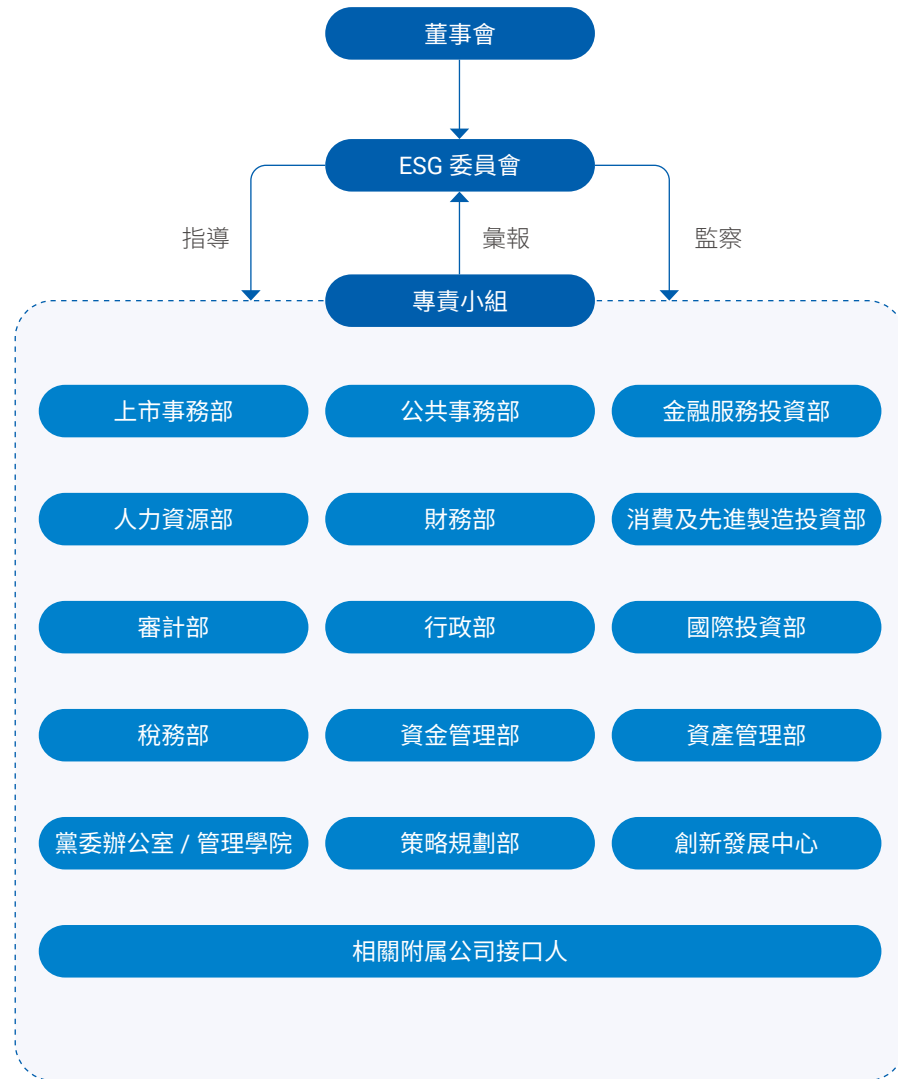 董事會
ESG 委員會
指導
彙報
監察
專責小組
上市事務部
公共事務部
金融服務投資部
人力資源部
財務部
消費及先進製造投資部
審計部
行政部
國際投資部
稅務部
資金管理部
資產管理部
黨委辦公室 / 管理學院
策略規劃部
創新發展中心
相關附属公司接口人